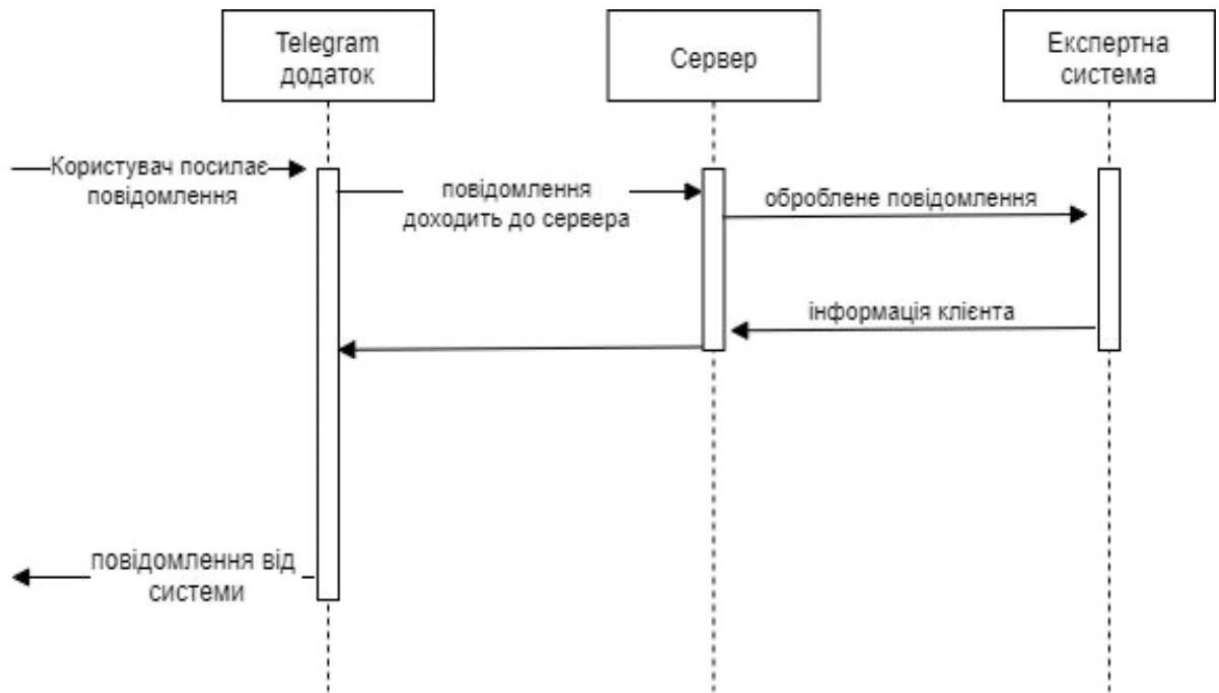 Telegram
додаток
Сервер
Експертна
система
Користувач посилає
повідомлення
повідомлення
доходить до сервера
оброблене повідомлення
інформація клієнта
повідомлення від
системи